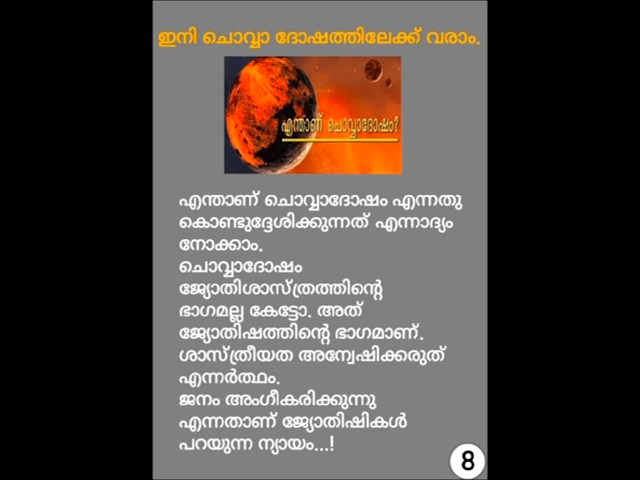 ഇനി ചൊവ്വാ ദോഷത്തിലേക്ക് വരാം.
എന്താണ് ചൊവ്വാദോഷം?
എന്താണ് ചൊവ്വാദോഷം എന്നതു
കൊണ്ടുദ്ദേശിക്കുന്നത് എന്നാദ്യം
നോക്കാം.
ചൊവ്വാദോഷം
ജ്യോതിശാസ്ത്രത്തിന്റെ
ഭാഗമല്ല കേട്ടോ. അത്
ജ്യോതിഷത്തിന്റെ ഭാഗമാണ്.
ശാസ്ത്രീയത അന്വേഷിക്കരുത്
എന്നർത്ഥം.
ജനം അംഗീകരിക്കുന്നു
എന്നതാണ് ജ്യോതിഷികൾ
പറയുന്ന ന്യായം...!
8